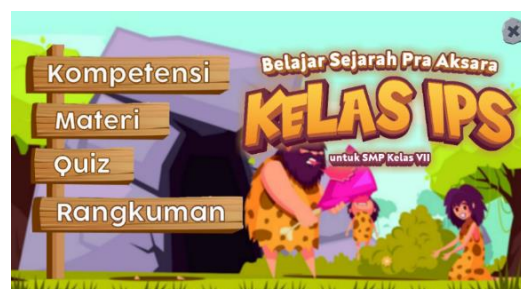 Kompetensi
Materi
Quiz
Rangkuman
Belajar Sejarah Pra Aksara
KELAS IPS
untuk SMP Kelas VII